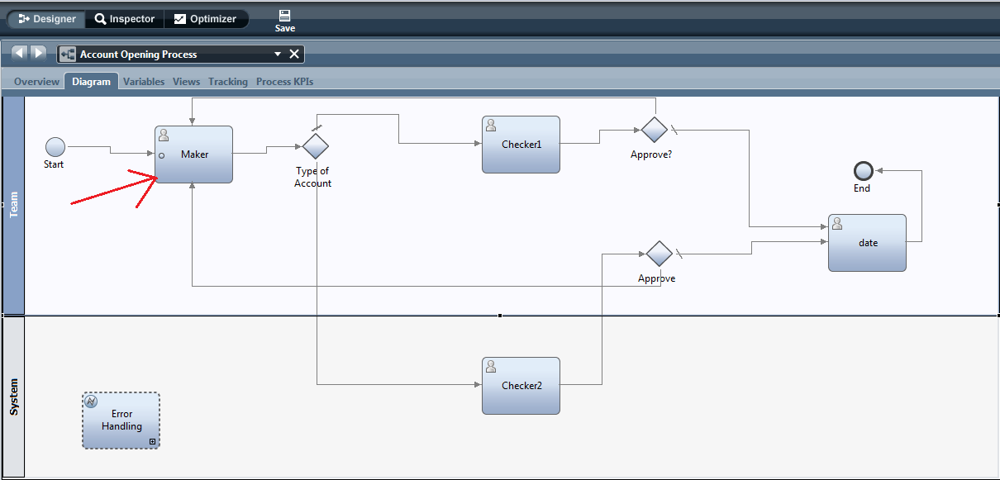 Designer
Inspector
Optimizer
Save
Account Opening Process
Overview
Diagram
Variables
Views
Tracking
Process KPIs
Team
Start
Maker
Type of
Account
Checker1
Approve?
End
date
Approve
System
Checker2
Error
Handling